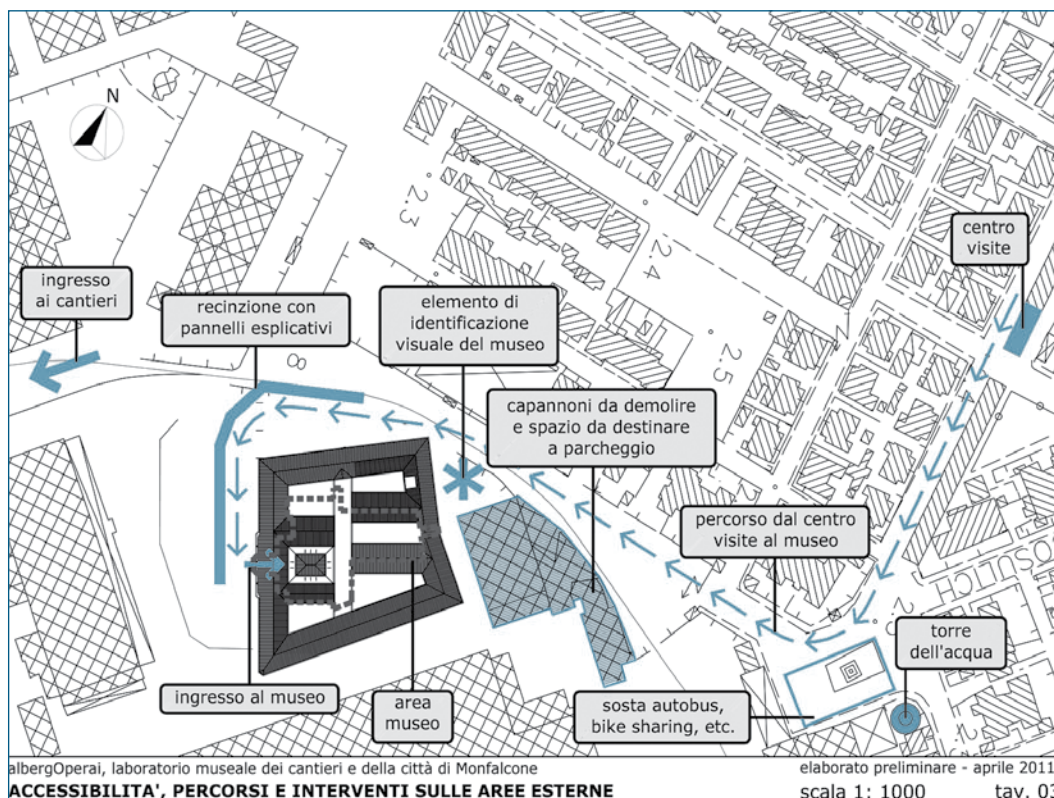 N
2.3
2.4
2.5
centro
visite
ingresso
ai cantieri
recinzione con
pannelli esplicativi
elemento di
identificazione
visuale del museo
8
capannoni da demolire
e spazio da destinare
a parcheggio
percorso dal centro
visite al museo
torre
dell'acqua
ingresso al museo
area
museo
sosta autobus,
bike sharing, etc.
albergOperai, laboratorio museale dei cantieri e della città di Monfalcone
elaborato preliminare - aprile 2011
ACCESSIBILITA', PERCORSI E INTERVENTI SULLE AREE ESTERNE
scala 1: 1000
tav. 03